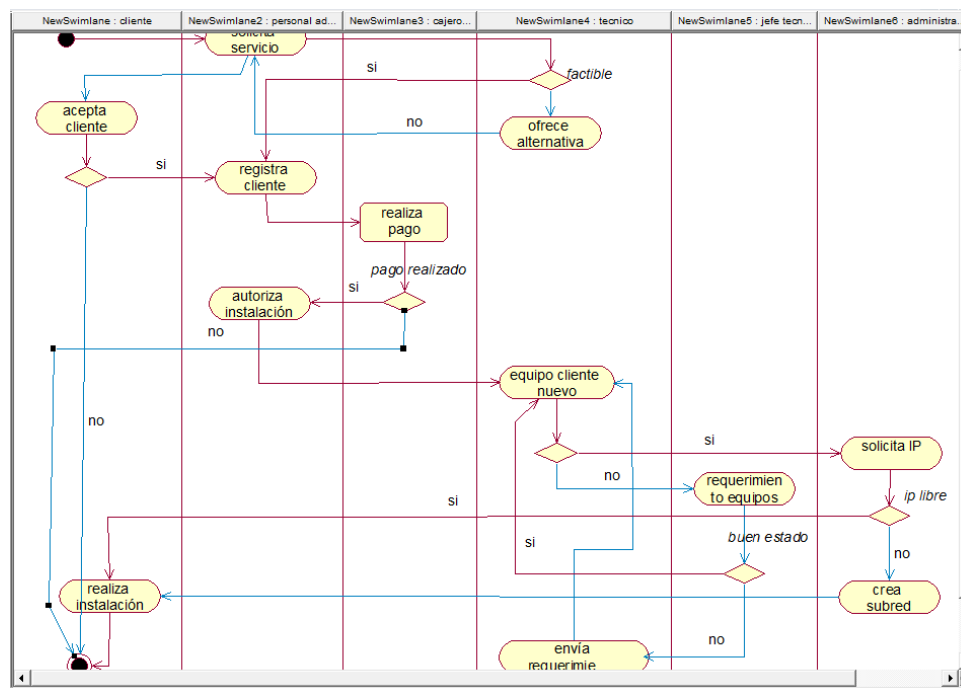 NewSwimlane : cliente
NewSwimlane2 : personal ad...
NewSwimlane3 : cajero...
NewSwimlane4 : tecnico
NewSwimlane5 : jefe tecn...
NewSwimlane6 : administra...
solicita
servicio
si
factible
acepta
cliente
no
ofrece
alternativa
si
registra
cliente
realiza
pago
pago realizado
si
autoriza
instalación
no
equipo cliente
nuevo
no
si
solicita IP
no
requerimien
to equipos
ip libre
si
buen estado
si
no
realiza
instalación
crea
subred
no
envía
requerimie...